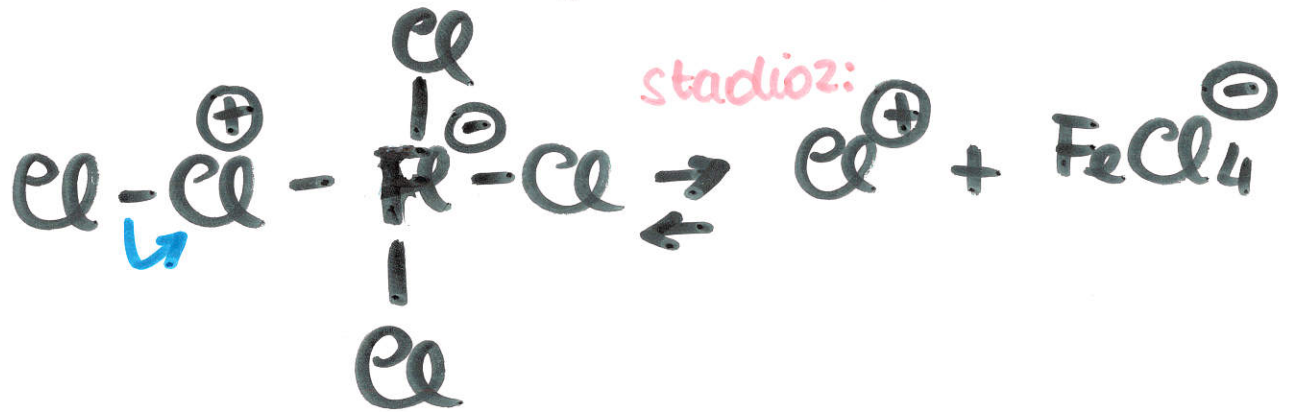 Cl
stadio2:
Cl - Cl⊕ - Fe⊖ - Cl ⇄ Cl⊕ + FeCl4⊖
Cl